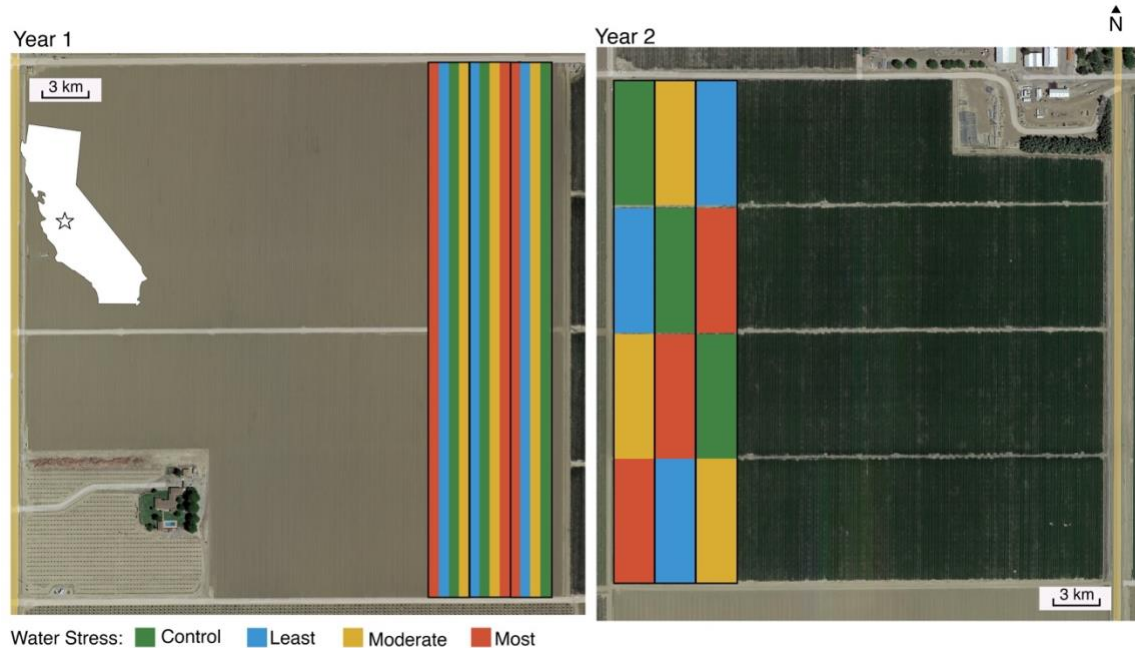 N
Year 1
Year 2
3 km
3 km
Water Stress: Control Least Moderate Most